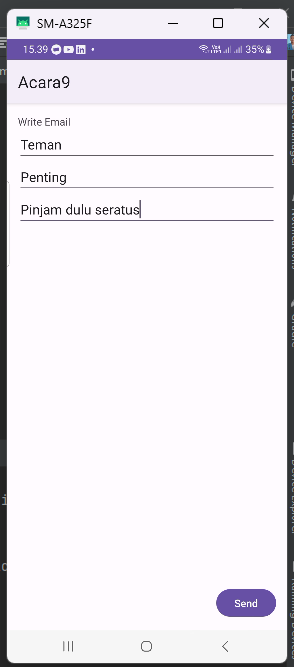 SM-A325F
15.39
35%
Acara9
Write Email
Teman
Penting
Pinjam dulu seratus
Send